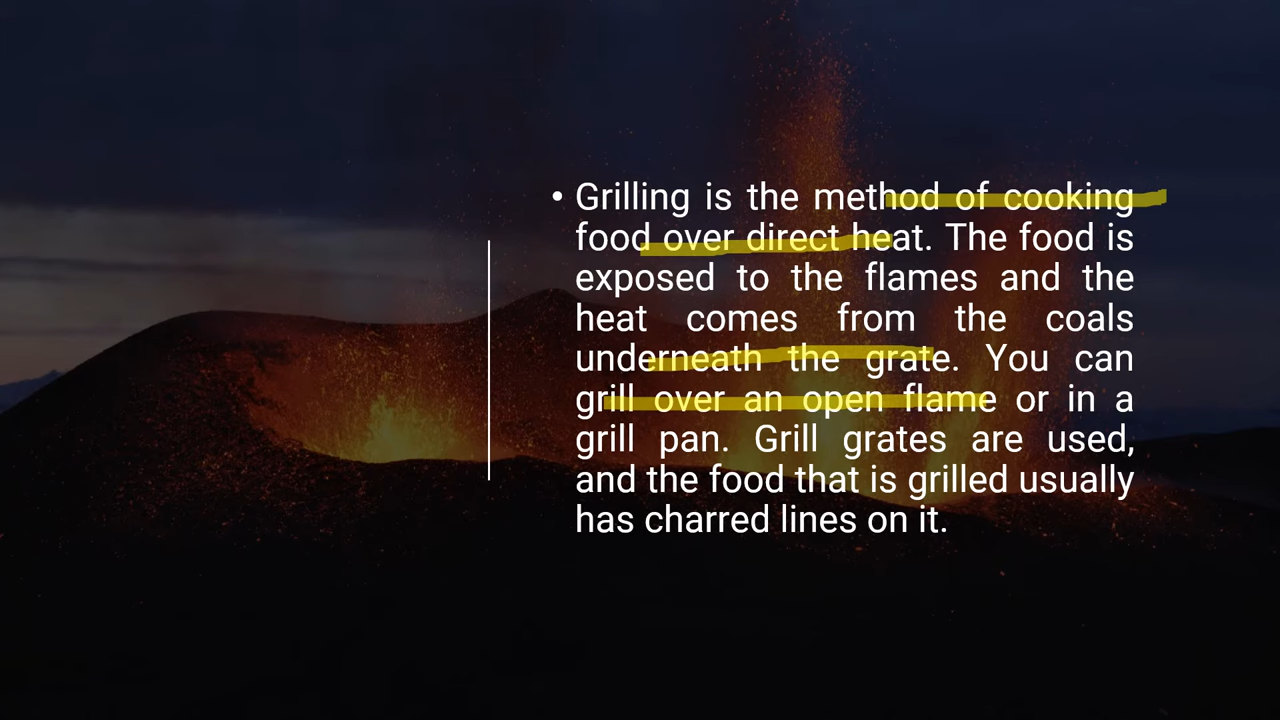 • Grilling is the method of cooking
food over direct heat. The food is
exposed to the flames and the
heat comes from the coals
underneath the grate. You can
grill over an open flame or in a
grill pan. Grill grates are used,
and the food that is grilled usually
has charred lines on it.